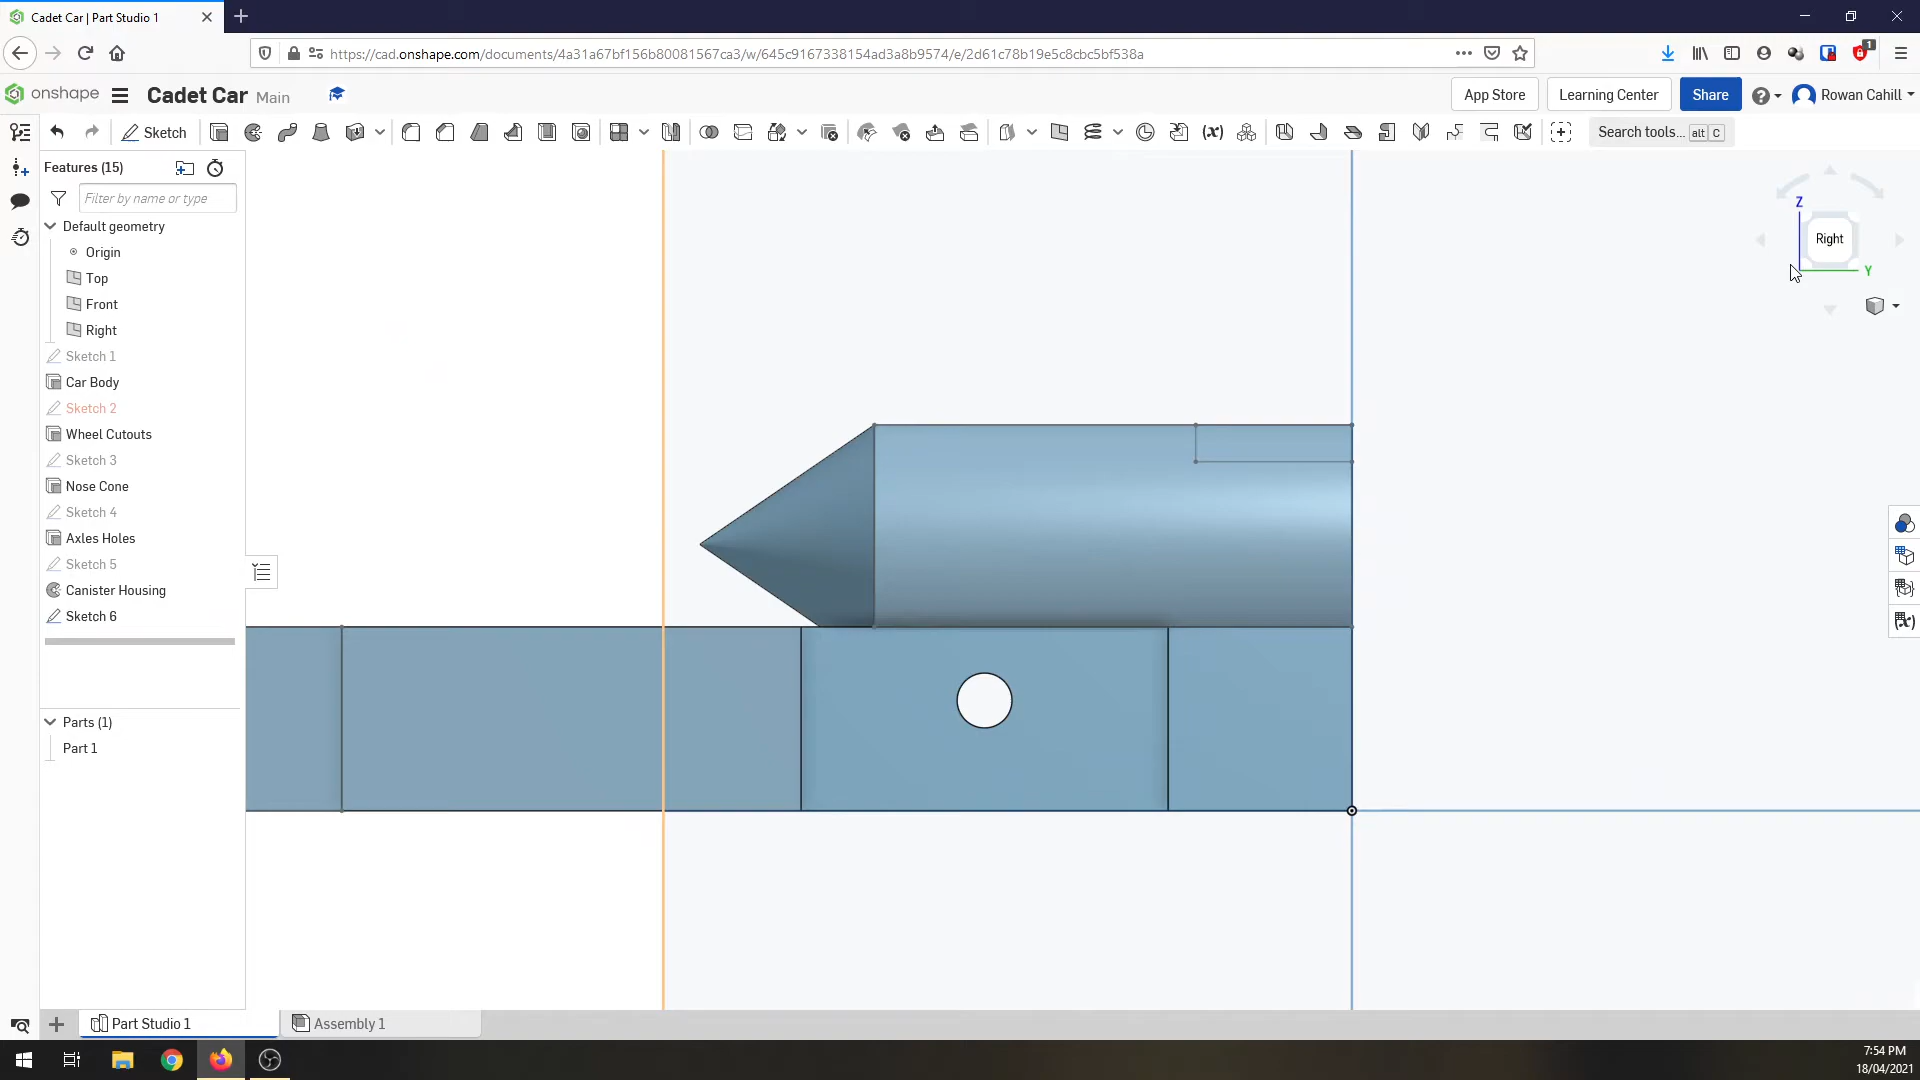 Cadet Car | Part Studio 1
https://cad.onshape.com/documents/4a31a67bf156b80081567ca3/w/645c9167338154ad3a8b9574/e/2d61c78b19e5c8cbc5bf538a
1
onshape
Cadet Car Main
App Store
Learning Center
Share
Rowan Cahill
Sketch
(x)
Search tools... alt C
Features (15)
Filter by name or type
Default geometry
Origin
Top
Front
Right
Sketch 1
Car Body
Sketch 2
Wheel Cutouts
Sketch 3
Nose Cone
Sketch 4
Axles Holes
Sketch 5
Canister Housing
Sketch 6
Parts (1)
Part 1
Z
Right
Y
(x)
Part Studio 1
Assembly 1
7:54 PM
18/04/2021